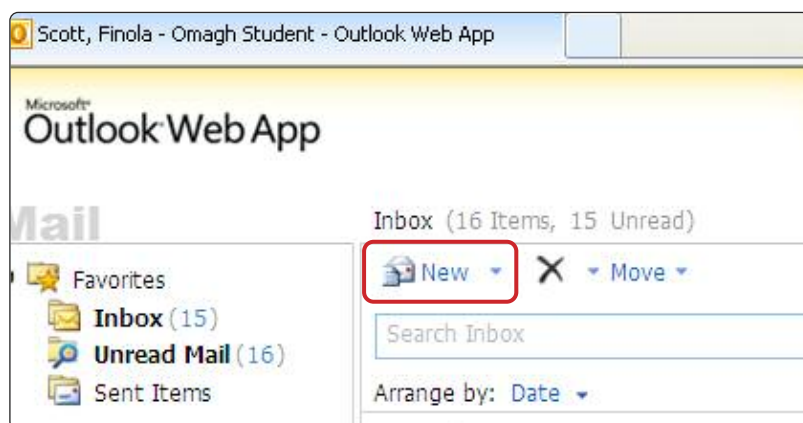 Scott, Finola - Omagh Student - Outlook Web App
Microsoft
Outlook Web App
Mail
Inbox (16 Items, 15 Unread)
Favorites
Inbox (15)
Unread Mail (16)
Sent Items
New
Move
Search Inbox
Arrange by: Date